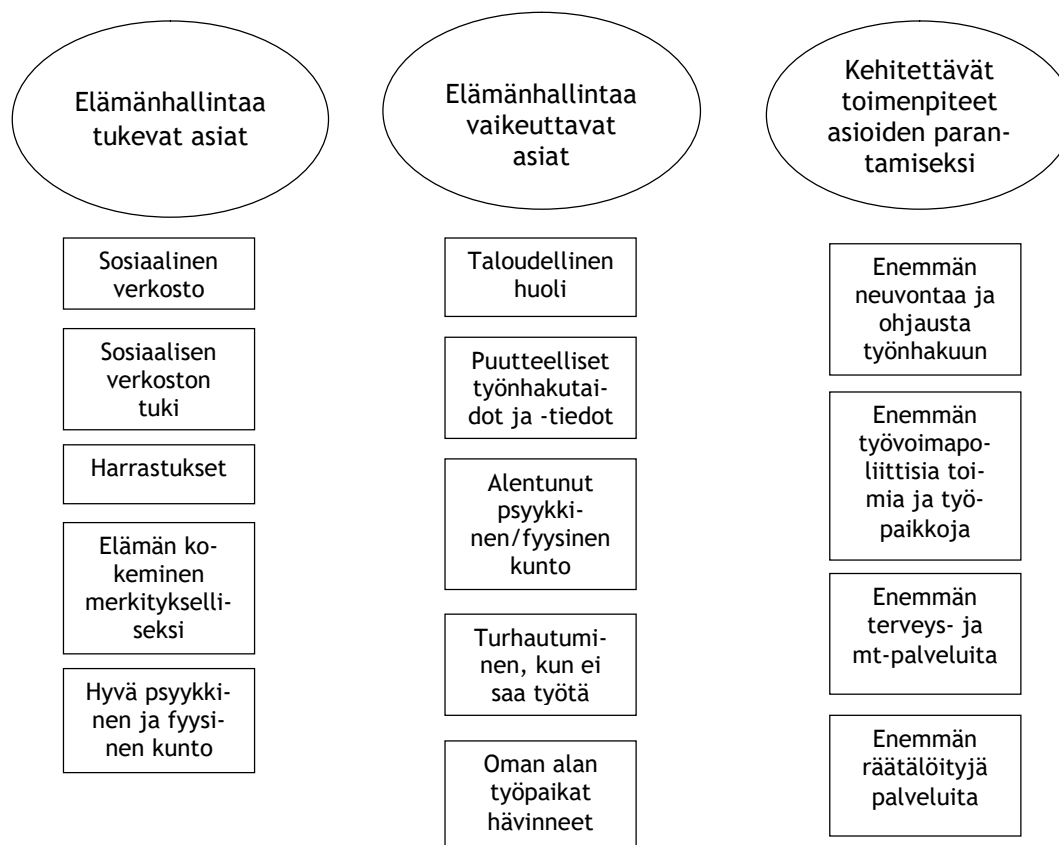 Elämänhallintaa
tukevat asiat
Sosiaalinen
verkosto
Sosiaalisen
verkoston
tuki
Harrastukset
Elämän ko-
keminen
merkitykselli-
seksi
Hyvä psyykki-
nen ja fyysi-
nen kunto
Elämänhallintaa
vaikeuttavat
asiat
Taloudellinen
huoli
Puutteelliset
työnhakutai-
dot ja -tiedot
Alentunut
psyykki-
nen/fyysinen
kunto
Turhautumi-
nen, kun ei
saa työtä
Oman alan
työpaikat
hävinneet
Kehitettävät
toimenpiteet
asioiden paran-
tamiseksi
Enemmän
neuvontaa ja
ohjausta
työnhakuun
Enemmän
työvoimapo-
liittisia toi-
mia ja työ-
paikkoja
Enemmän
terveys- ja
mt-palveluita
Enemmän
räätälöityjä
palveluita